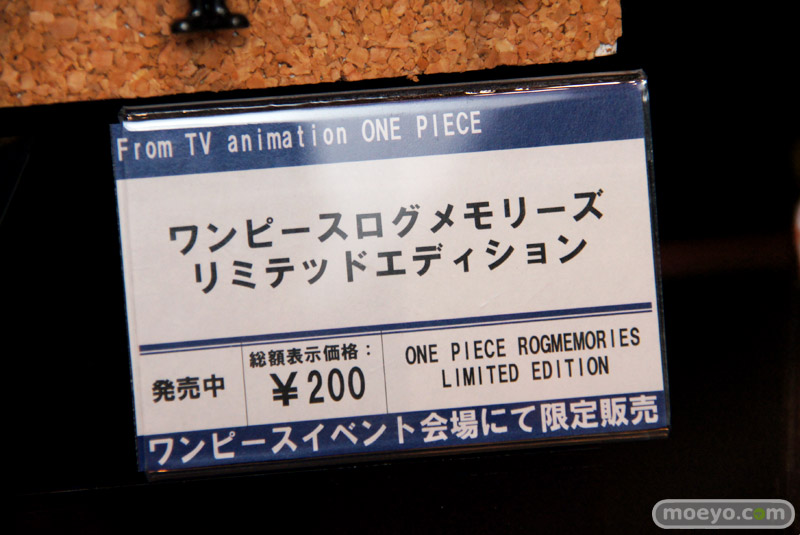 From TV animation ONE PIECE
ワンピースログメモリーズ
リミテッドエディション
発売中
総額表示価格：
￥200
ONE PIECE ROGMEMORIES
LIMITED EDITION
ワンピースイベント会場にて限定販売
moeyo.com